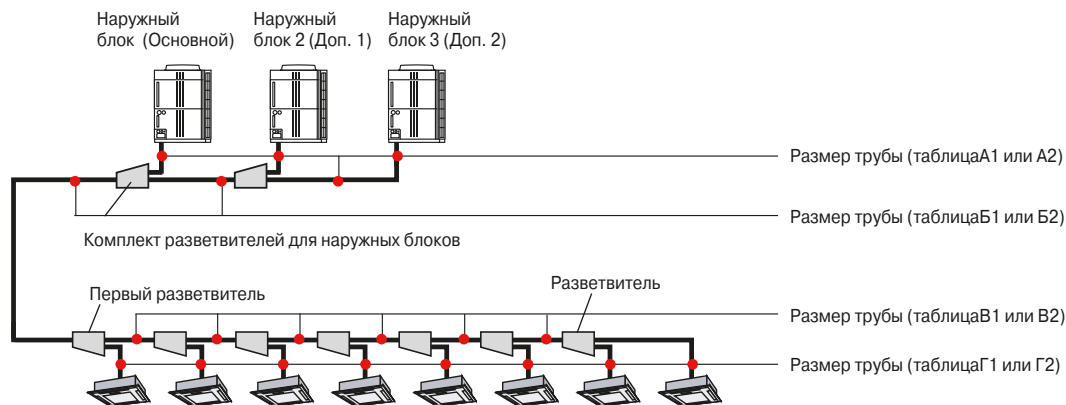 Наружный
блок (Основной)
Наружный
блок 2 (Доп. 1)
Наружный
блок 3 (Доп. 2)
Размер трубы (таблицаА1 или А2)
Размер трубы (таблицаБ1 или Б2)
Комплект разветвителей для наружных блоков
Первый разветвитель
Разветвитель
Размер трубы (таблицаВ1 или В2)
Размер трубы (таблицаГ1 или Г2)